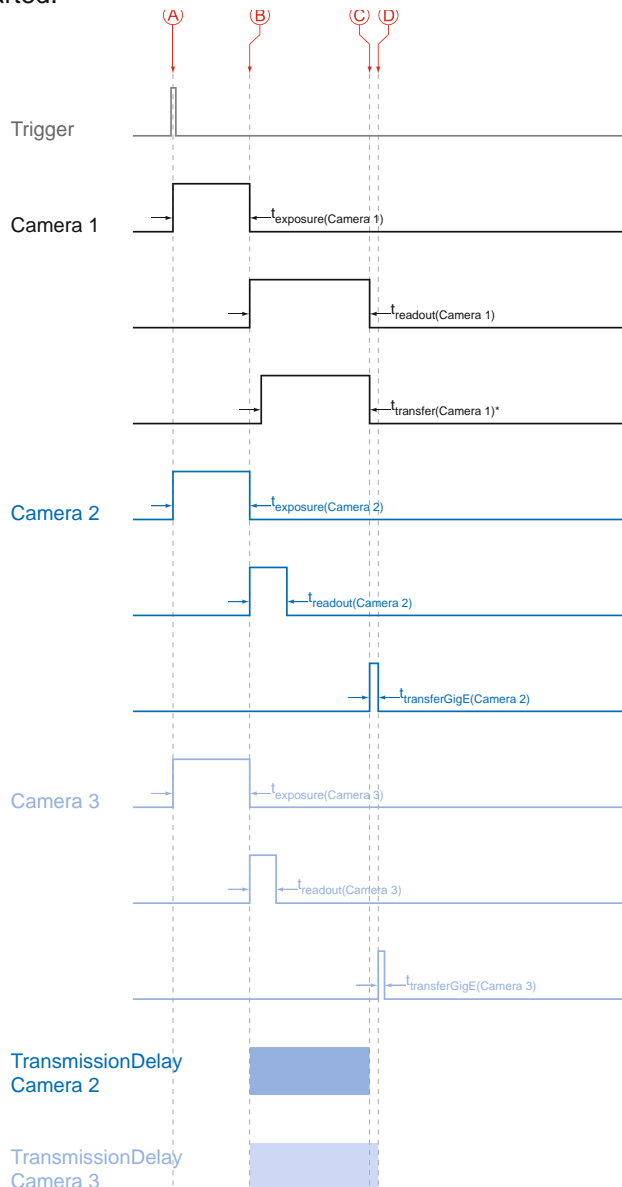 A B C D
Trigger
Camera 1
texposure(Camera 1)
treadout(Camera 1)
ttransfer(Camera 1)*
Camera 2
texposure(Camera 2)
treadout(Camera 2)
ttransferGigE(Camera 2)
Camera 3
texposure(Camera 3)
treadout(Camera 3)
ttransferGigE(Camera 3)
TransmissionDelay
Camera 2
TransmissionDelay
Camera 3